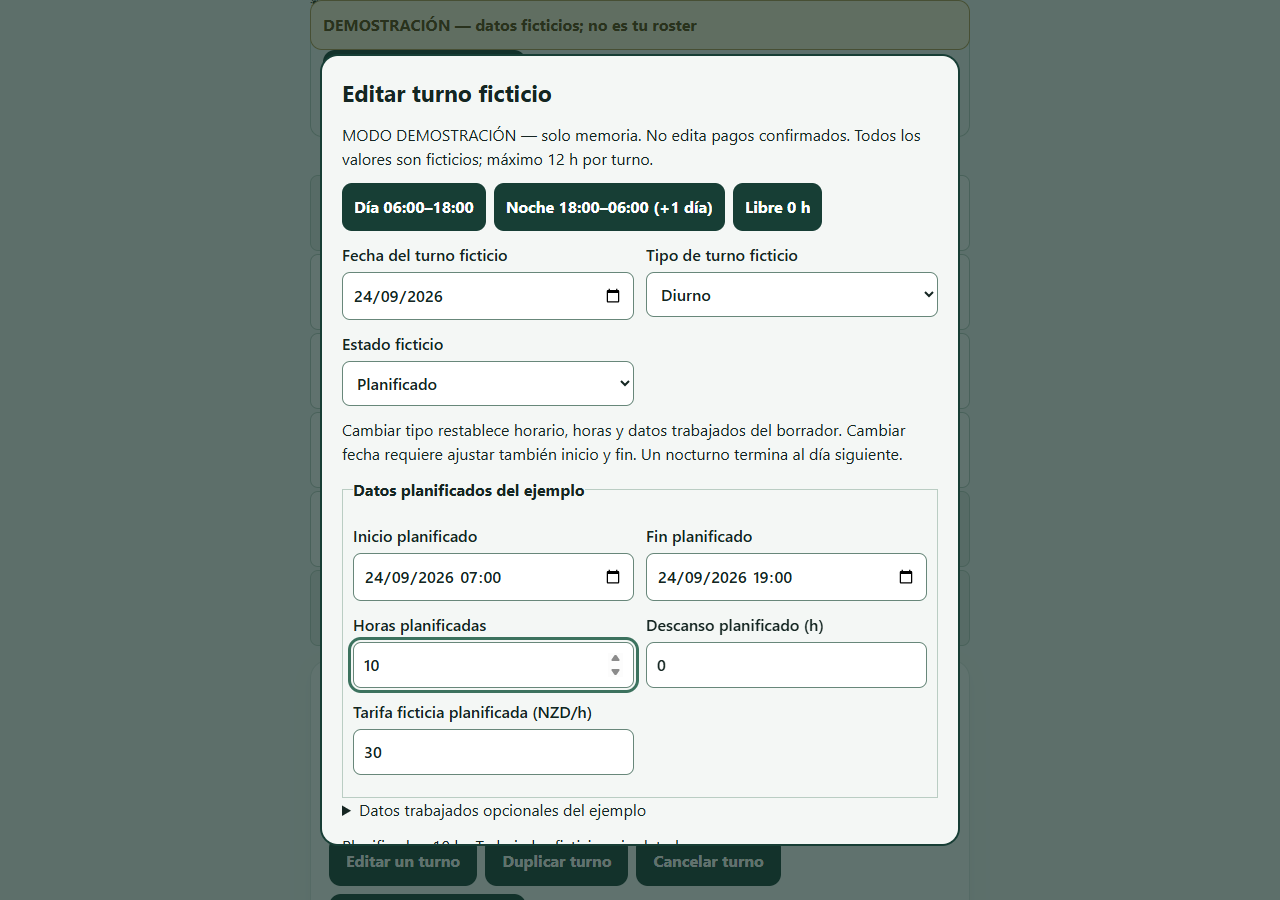 DEMOSTRACIÓN — datos ficticios; no es tu roster
Editar turno ficticio
MODO DEMOSTRACIÓN — solo memoria. No edita pagos confirmados. Todos los
valores son ficticios; máximo 12 h por turno.
Día 06:00–18:00
Noche 18:00–06:00 (+1 día)
Libre 0 h
Fecha del turno ficticio
Tipo de turno ficticio
24/09/2026
Diurno
Estado ficticio
Planificado
Cambiar tipo restablece horario, horas y datos trabajados del borrador. Cambiar
fecha requiere ajustar también inicio y fin. Un nocturno termina al día siguiente.
Datos planificados del ejemplo
Inicio planificado
Fin planificado
24/09/2026 07:00
24/09/2026 19:00
Horas planificadas
Descanso planificado (h)
10
0
Tarifa ficticia planificada (NZD/h)
30
Datos trabajados opcionales del ejemplo
Editar un turno
Duplicar turno
Cancelar turno